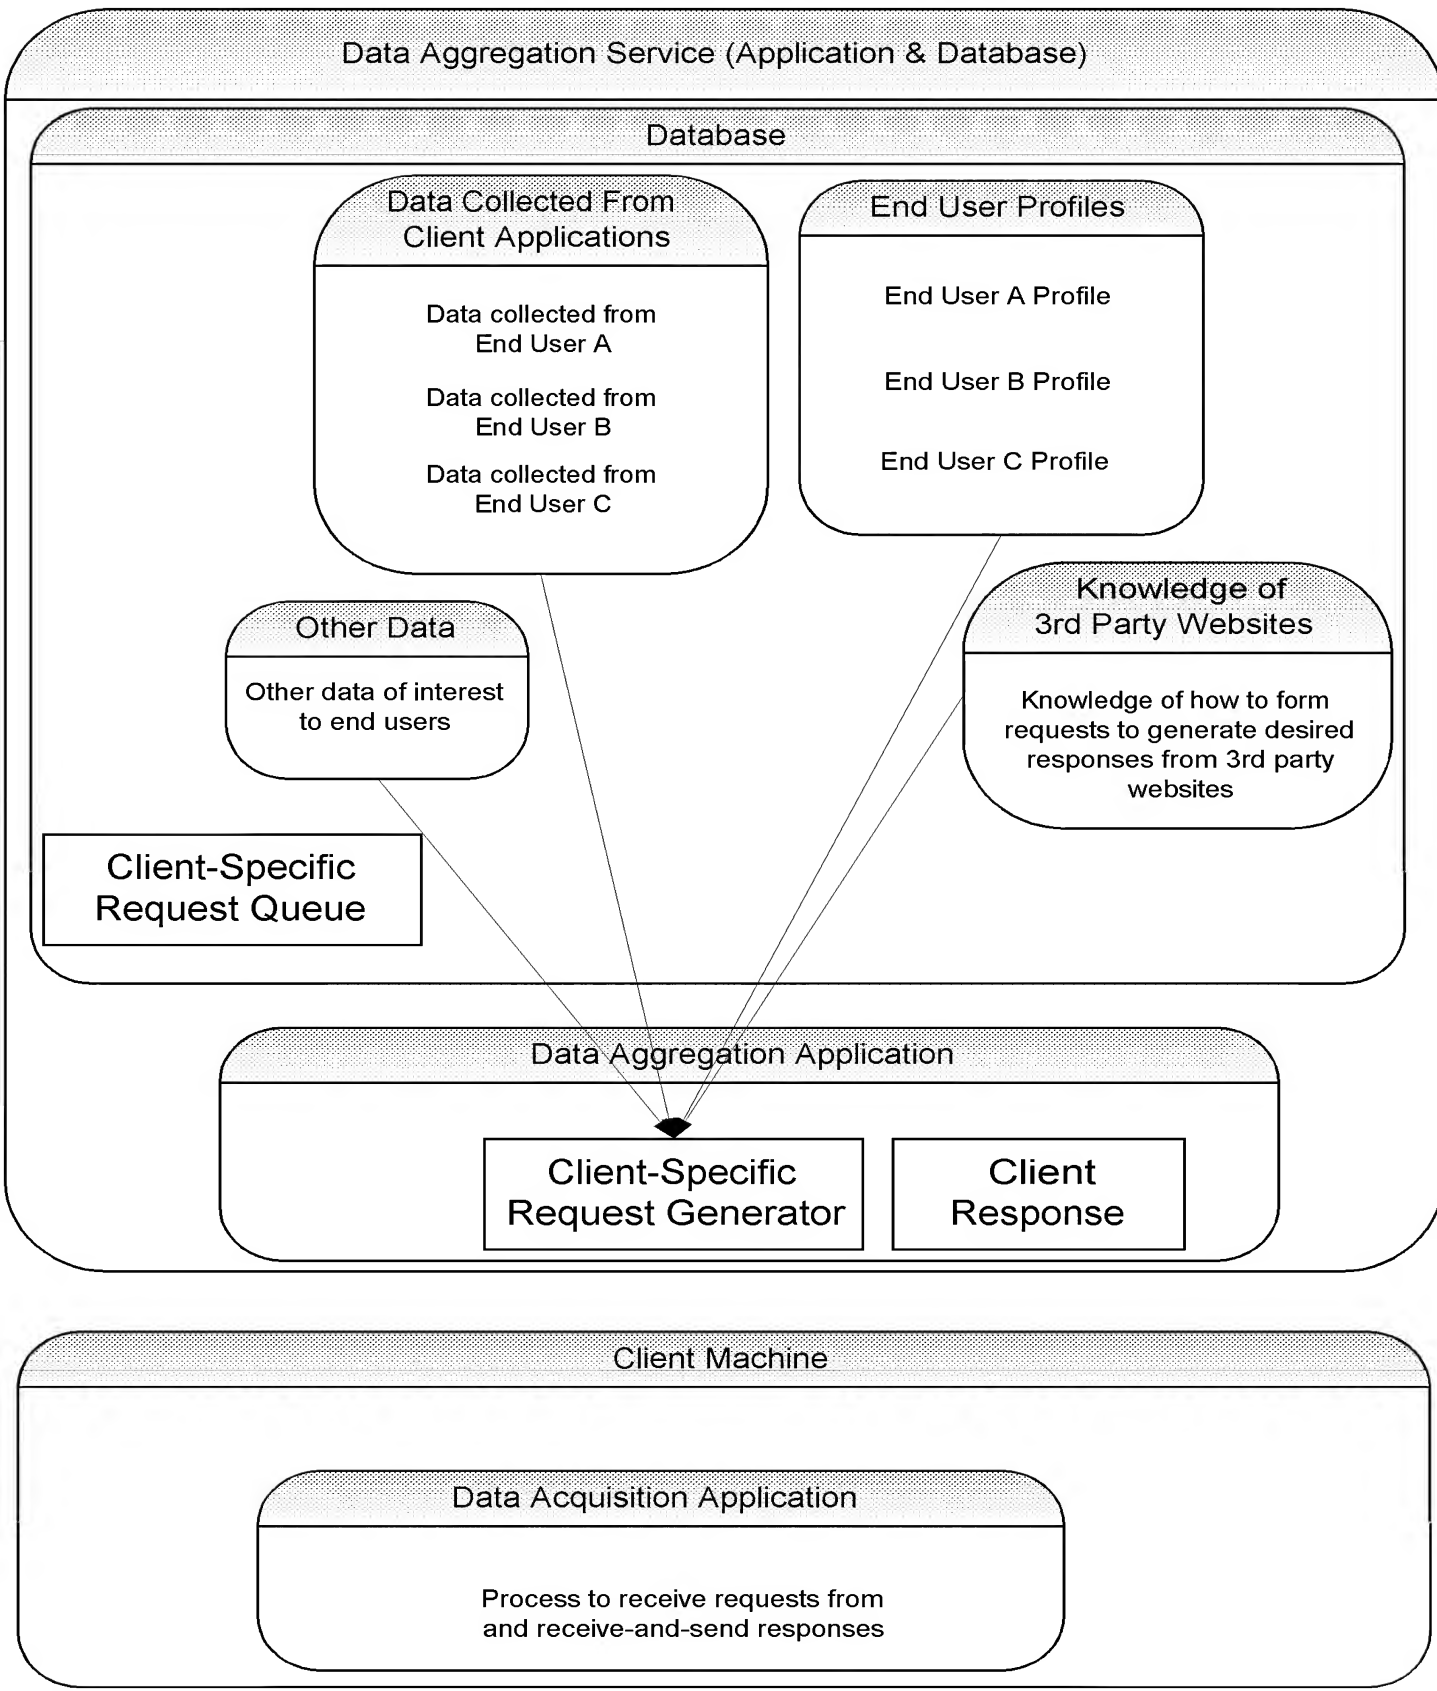 Data Aggregation Service (Application & Database)
Database
Data Collected From
Client Applications
Data collected from
End User A
Data collected from
End User B
Data collected from
End User C
End User Profiles
End User A Profile
End User B Profile
End User C Profile
Other Data
Other data of interest
to end users
Knowledge of
3rd Party Websites
Knowledge of how to form
requests to generate desired
responses from 3rd party
websites
Client-Specific
Request Queue
Data Aggregation Application
Client-Specific
Request Generator
Client
Response
Client Machine
Data Acquisition Application
Process to receive requests from
and receive-and-send responses